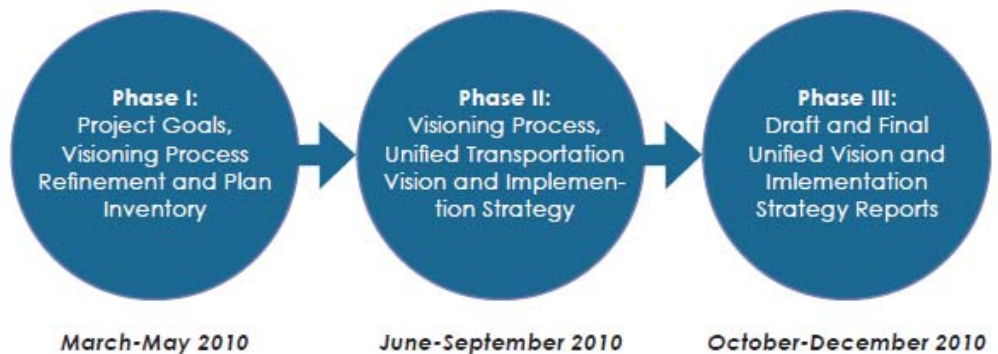 Phase I:
Project Goals,
Visioning Process
Refinement and Plan
Inventory
Phase II:
Visioning Process,
Unified Transportation
Vision and Implemen-
tion Strategy
Phase III:
Draft and Final
Unified Vision and
Imlementation
Strategy Reports
March-May 2010
June-September 2010
October-December 2010